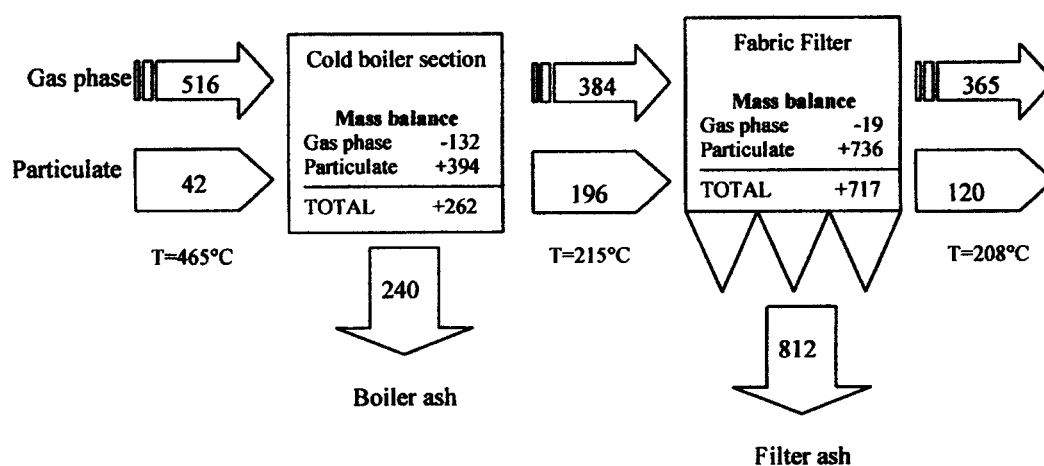 Gas phase
516
Cold boiler section
Mass balance
Gas phase -132
Particulate +394
TOTAL +262
384
Fabric Filter
Mass balance
Gas phase -19
Particulate +736
TOTAL +717
365
Particulate
42
196
120
T=465°C
T=215°C
T=208°C
240
Boiler ash
812
Filter ash